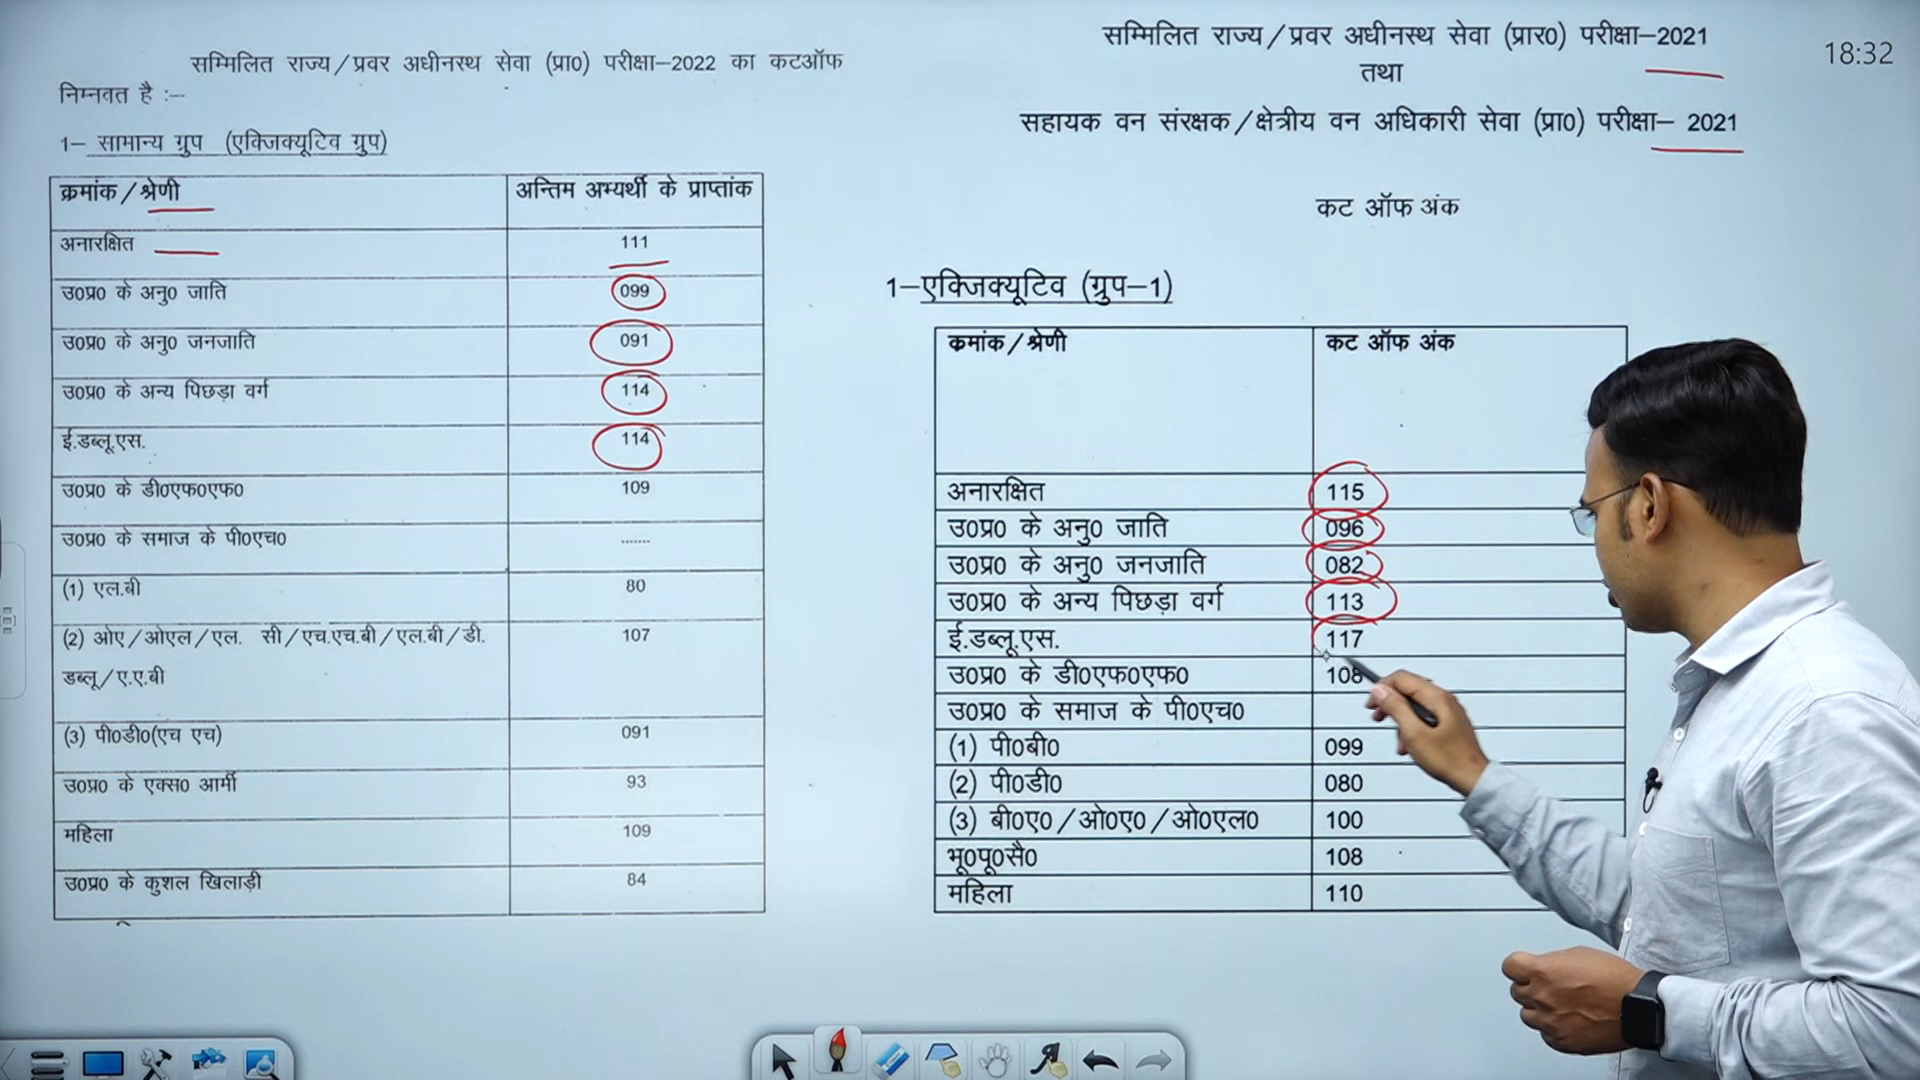 सम्मिलित राज्य/प्रवर अधीनस्थ सेवा (प्रा0) परीक्षा–2022 का कटऑफ
निम्नवत है :–
1– सामान्य ग्रुप (एक्जिक्यूटिव ग्रुप)
क्रमांक/श्रेणी अन्तिम अभ्यर्थी के प्राप्तांक
अनारक्षित 111
उ0प्र0 के अनु0 जाति 099
उ0प्र0 के अनु0 जनजाति 091
उ0प्र0 के अन्य पिछड़ा वर्ग 114
ई.डब्लू.एस. 114
उ0प्र0 के डी0एफ0एफ0 109
उ0प्र0 के समाज के पी0एच0 .......
(1) एल.बी 80
(2) ओए/ओएल/एल. सी/एच.एच.बी/एल.बी/डी. 107
डब्लू/ए.ए.बी
(3) पी0डी0(एच एच) 091
उ0प्र0 के एक्स0 आर्मी 93
महिला 109
उ0प्र0 के कुशल खिलाड़ी 84
सम्मिलित राज्य/प्रवर अधीनस्थ सेवा (प्रार0) परीक्षा–2021
तथा
सहायक वन संरक्षक/क्षेत्रीय वन अधिकारी सेवा (प्रा0) परीक्षा– 2021
18:32
कट ऑफ अंक
1–एक्जिक्यूटिव (ग्रुप–1)
क्रमांक/श्रेणी कट ऑफ अंक
अनारक्षित 115
उ0प्र0 के अनु0 जाति 096
उ0प्र0 के अनु0 जनजाति 082
उ0प्र0 के अन्य पिछड़ा वर्ग 113
ई.डब्लू.एस. 117
उ0प्र0 के डी0एफ0एफ0 108
उ0प्र0 के समाज के पी0एच0
(1) पी0बी0 099
(2) पी0डी0 080
(3) बी0ए0/ओ0ए0/ओ0एल0 100
भू0पू0सै0 108
महिला 110